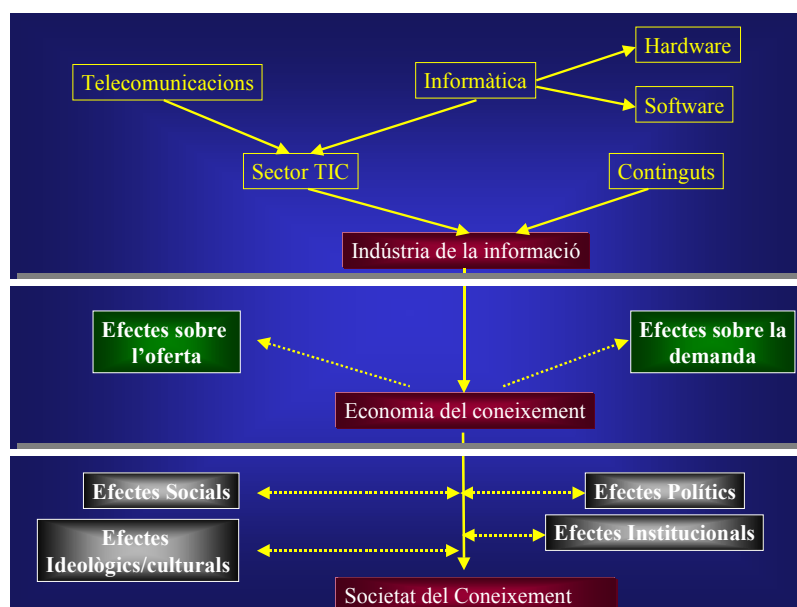 Hardware
Telecomunicacions
Informàtica
Software
Sector TIC
Continguts
Indústria de la informació
Efectes sobre
l’oferta
Efectes sobre la
demanda
Economia del coneixement
Efectes Socials
Efectes Polítics
Efectes
Ideològics/culturals
Efectes Institucionals
Societat del Coneixement